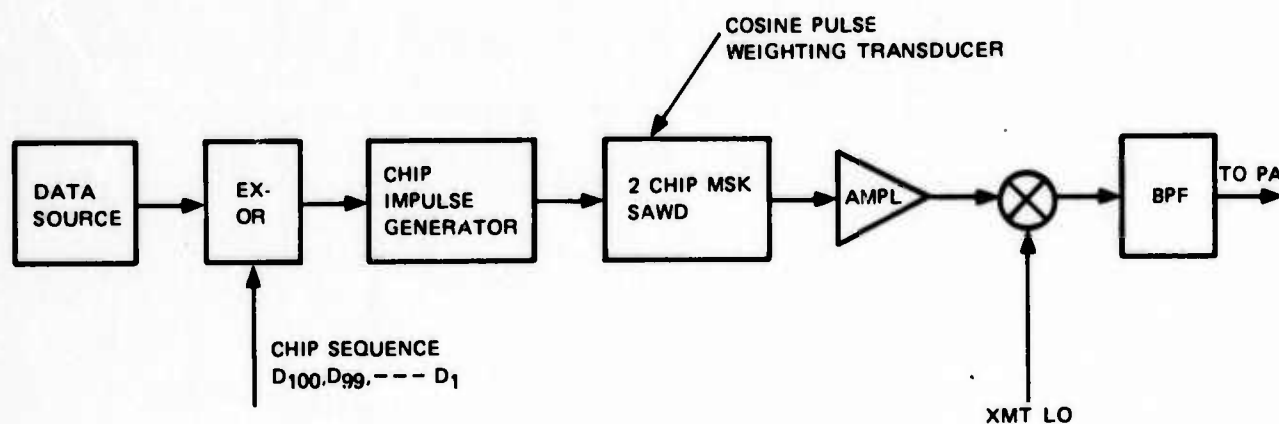 COSINE PULSE
WEIGHTING TRANSDUCER
DATA
SOURCE
EX-
OR
CHIP
IMPULSE
GENERATOR
2 CHIP MSK
SAWD
AMPL
BPF
TO PA
CHIP SEQUENCE
D100,D99,--- D1
XMT LO